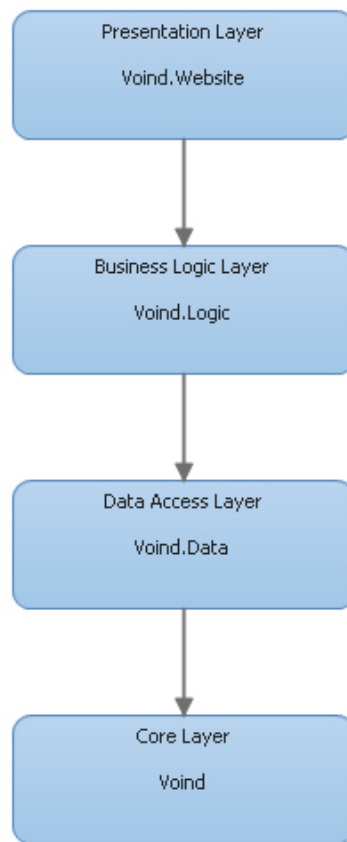 Presentation Layer
Voind.Website
Business Logic Layer
Voind.Logic
Data Access Layer
Voind.Data
Core Layer
Voind